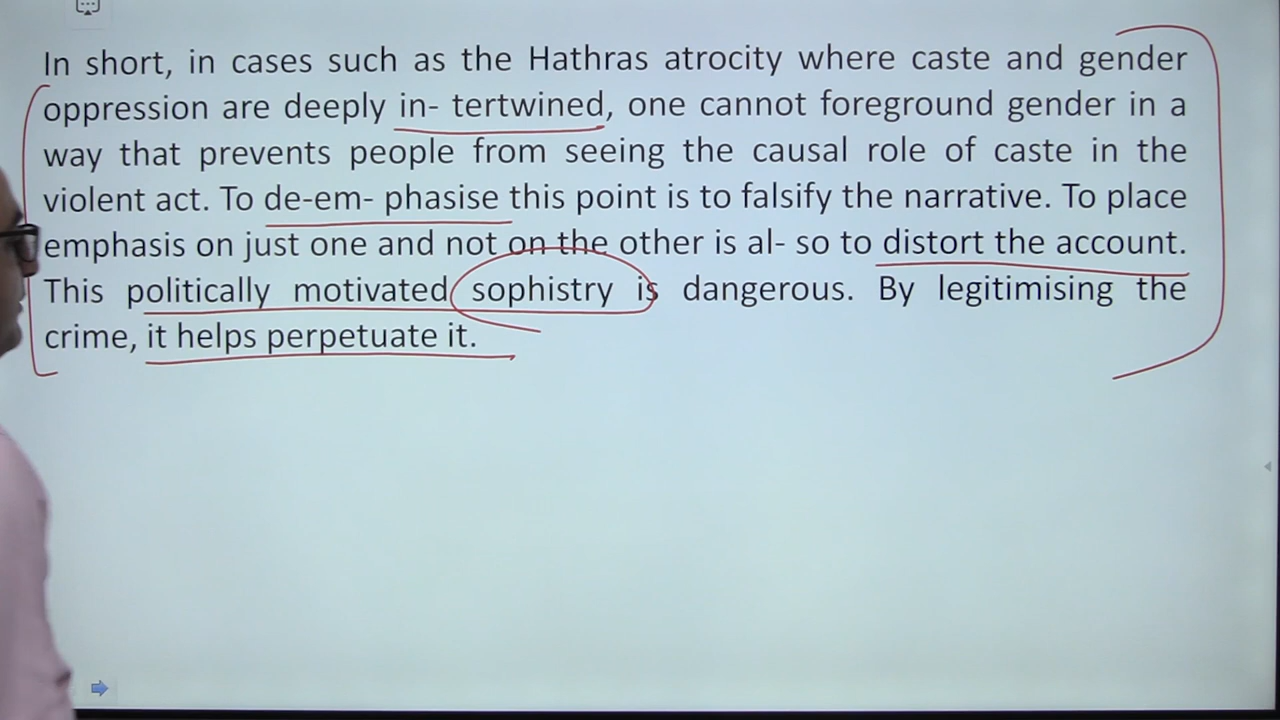 In short, in cases such as the Hathras atrocity where caste and gender
oppression are deeply in- tertwined, one cannot foreground gender in a
way that prevents people from seeing the causal role of caste in the
violent act. To de-em- phasise this point is to falsify the narrative. To place
emphasis on just one and not on the other is al- so to distort the account.
This politically motivated sophistry is dangerous. By legitimising the
crime, it helps perpetuate it.